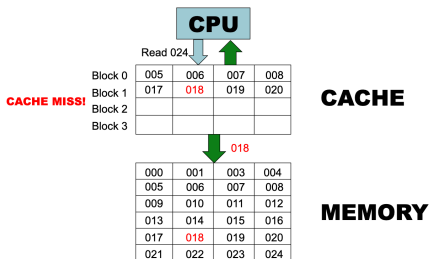 CPU
Read 024
Block 0 005 006 007 008
Block 1 017 018 019 020
CACHE MISS!
CACHE
Block 2
Block 3
018
000 001 003 004
005 006 007 008
009 010 011 012
013 014 015 016
MEMORY
017 018 019 020
021 022 023 024